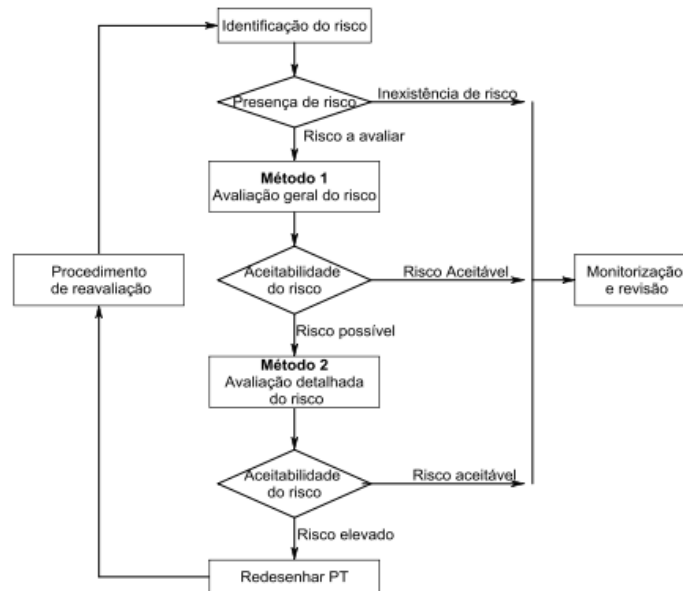 Identificação do risco
Presença de risco
Inexistência de risco
Risco a avaliar
Método 1
Avaliação geral do risco
Procedimento
de reavaliação
Aceitabilidade
do risco
Risco Aceitável
Monitorização
e revisão
Risco possível
Método 2
Avaliação detalhada
do risco
Aceitabilidade
do risco
Risco aceitável
Risco elevado
Redesenhar PT